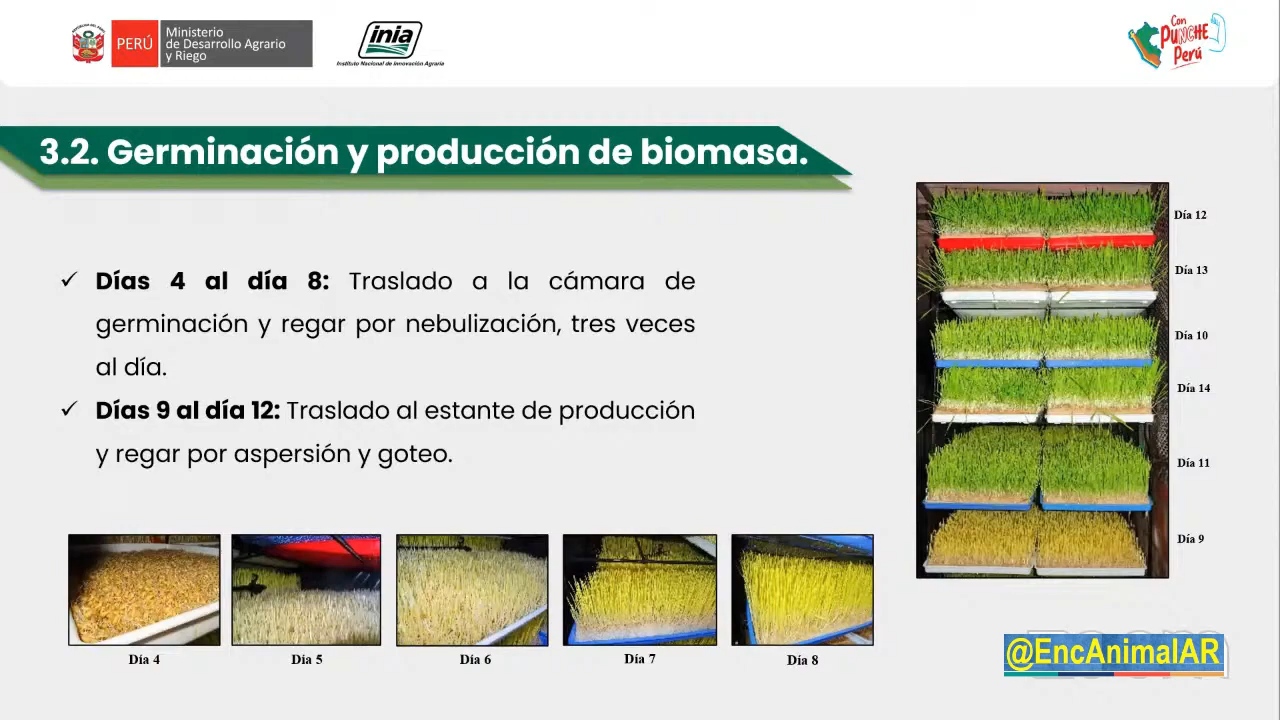 PERÚ
Ministerio
de Desarrollo Agrario
y Riego
inia
Instituto Nacional de Innovación Agraria
Con
PUNCHE
Perú
3.2. Germinación y producción de biomasa.
✓ Días 4 al día 8: Traslado a la cámara de
germinación y regar por nebulización, tres veces
al día.
✓ Días 9 al día 12: Traslado al estante de producción
y regar por aspersión y goteo.
Día 12
Día 13
Día 10
Día 14
Día 11
Día 9
Día 4
Día 5
Día 6
Día 7
Día 8
@EncAnimalAR